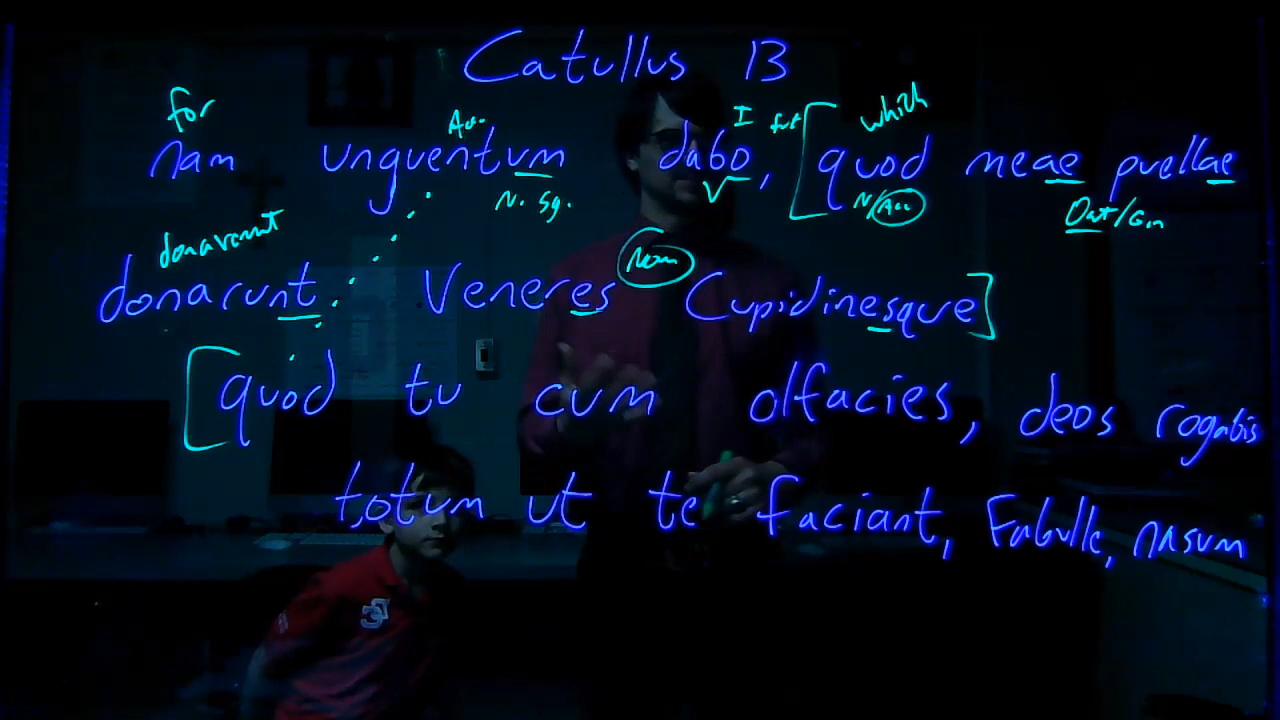 Catullus 13
for Acc. I fut which
nam unguentum dabo, [quod meae puellae
N. Sg. V N/Acc Dat/Gen
donaverunt Nom
donarunt Veneres Cupidinesque]
[quod tu cum olfacies, deos rogabis
totum ut te faciant, Fabulle, nasum